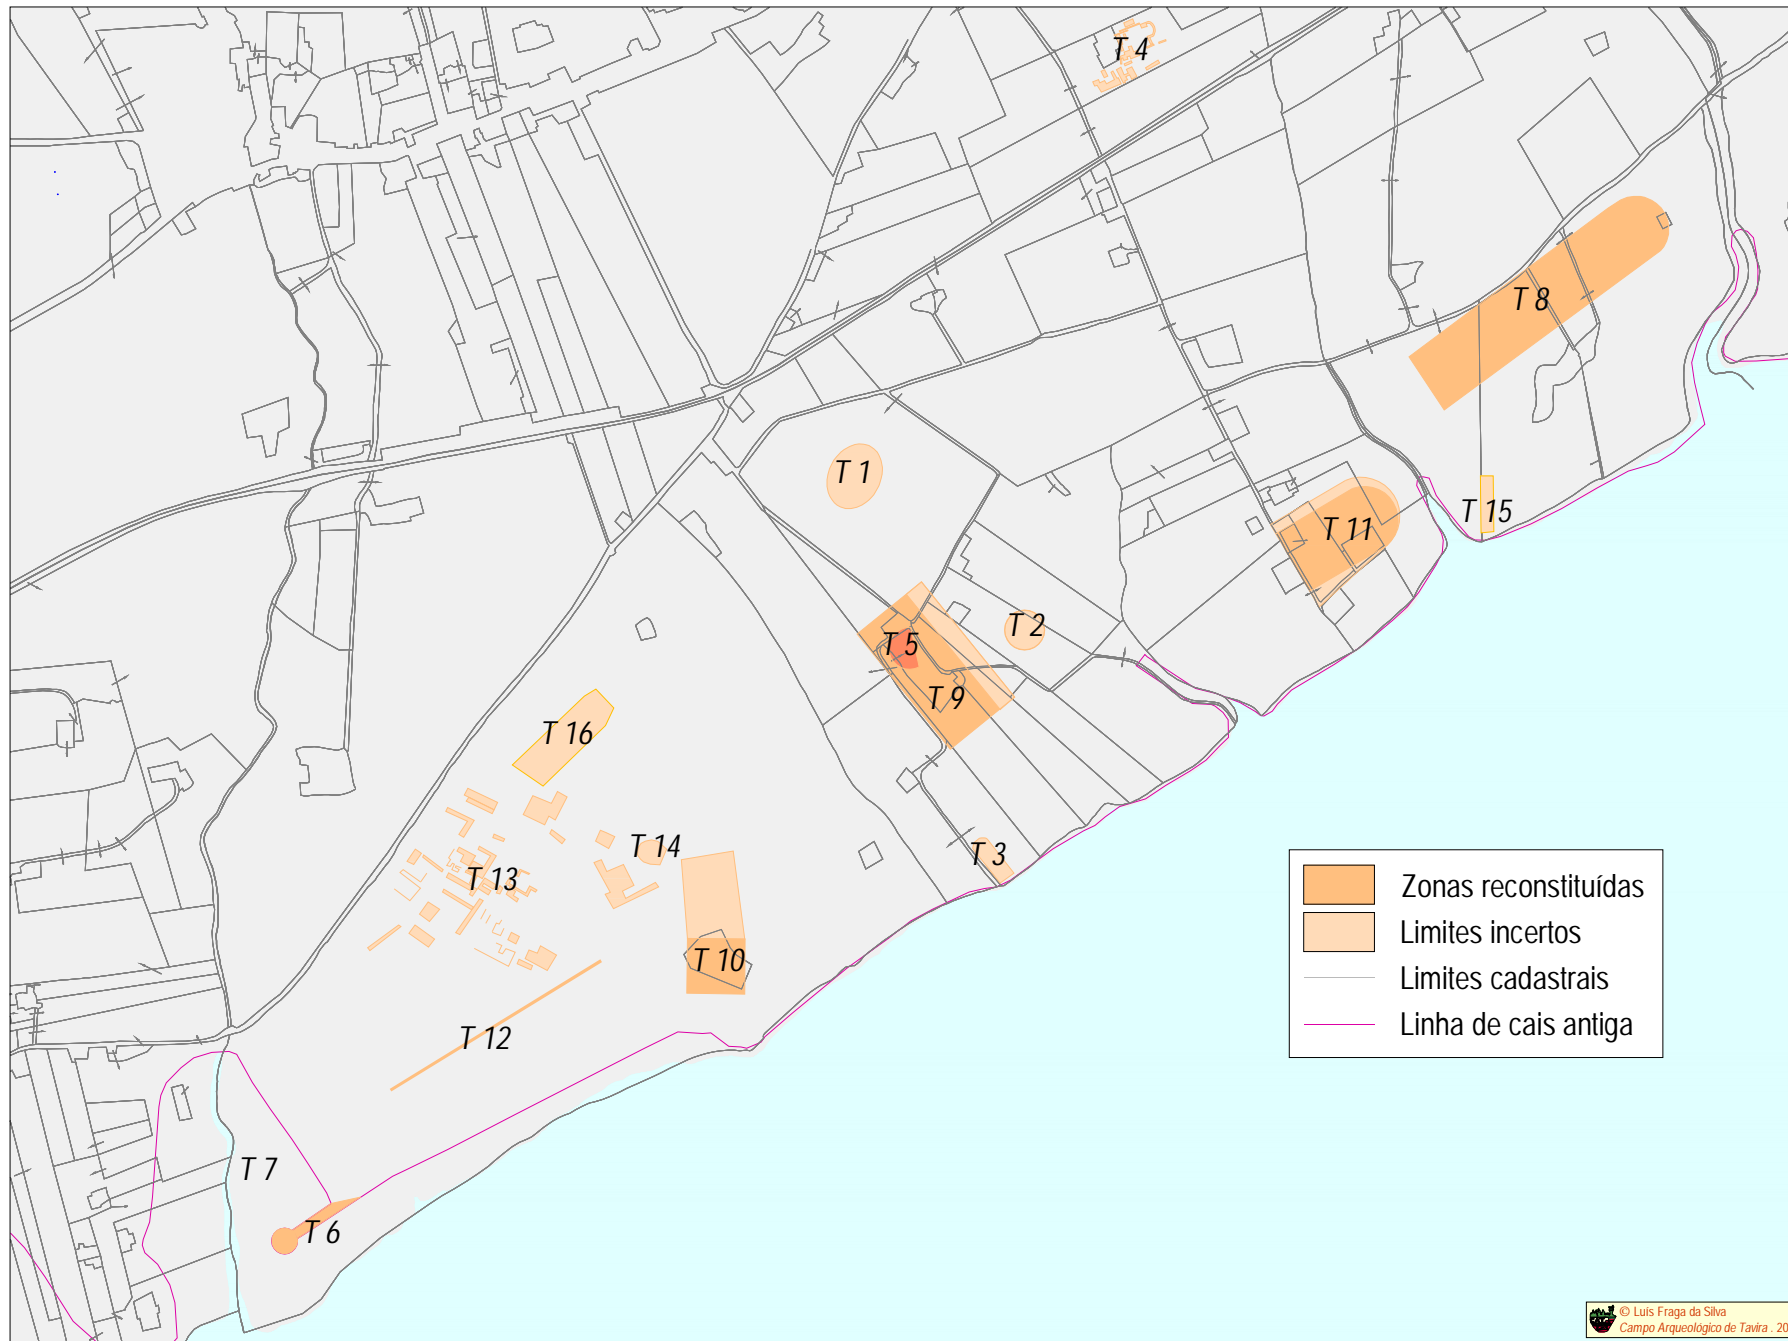 T 4
T 8
T 1
T 15
T 11
T 2
T 5
T 9
T 16
T 14
T 3
T 13
T 10
T 12
T 7
T 6
Zonas reconstituídas
Limites incertos
Limites cadastrais
Linha de cais antiga
© Luís Fraga da Silva
Campo Arqueológico de Tavira . 20